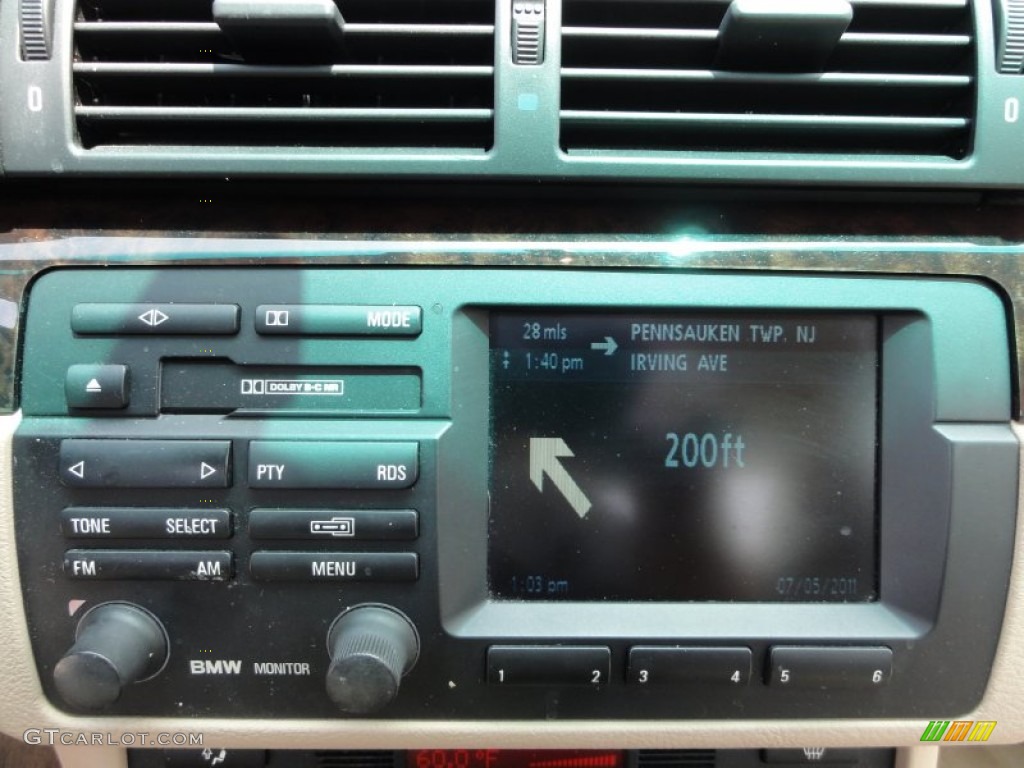 0
0
MODE
DOLBY B-C NR
28 mls PENNSAUKEN TWP. NJ
1:40 pm IRVING AVE
200ft
PTY RDS
TONE SELECT
FM AM
MENU
1:03 pm 07/05/2011
BMW MONITOR
1 2 3 4 5 6
GTCARLOT.COM
60.0°F